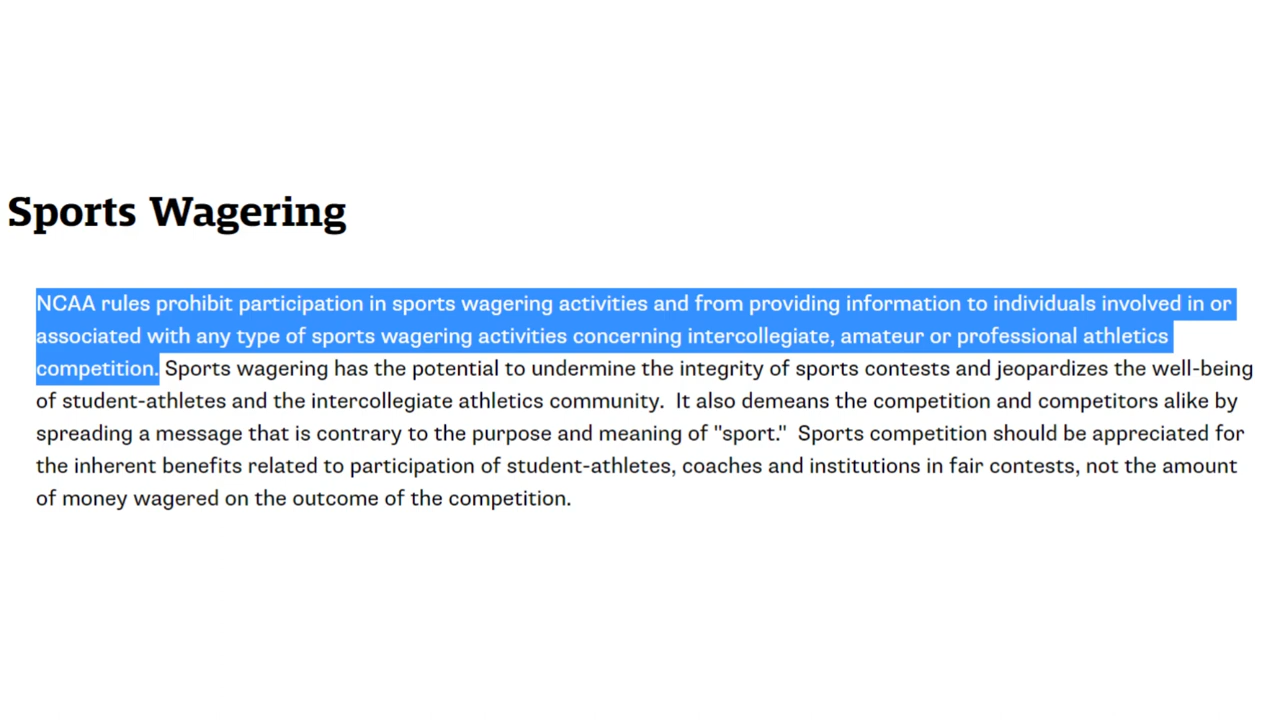 Sports Wagering
NCAA rules prohibit participation in sports wagering activities and from providing information to individuals involved in or
associated with any type of sports wagering activities concerning intercollegiate, amateur or professional athletics
competition. Sports wagering has the potential to undermine the integrity of sports contests and jeopardizes the well-being
of student-athletes and the intercollegiate athletics community.  It also demeans the competition and competitors alike by
spreading a message that is contrary to the purpose and meaning of "sport."  Sports competition should be appreciated for
the inherent benefits related to participation of student-athletes, coaches and institutions in fair contests, not the amount
of money wagered on the outcome of the competition.